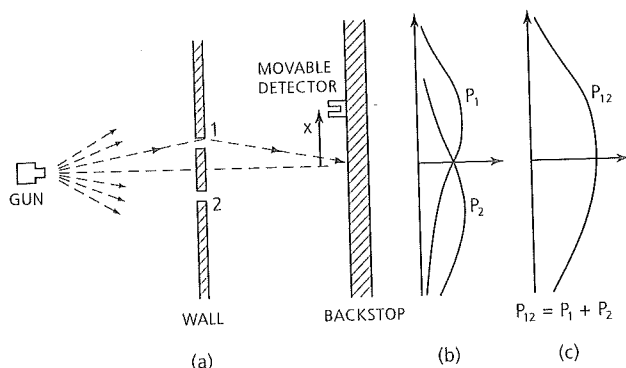 MOVABLE
DETECTOR
X
1
2
GUN
WALL
BACKSTOP
(a)
P₁
P₂
(b)
P₁₂
P₁₂ = P₁ + P₂
(c)